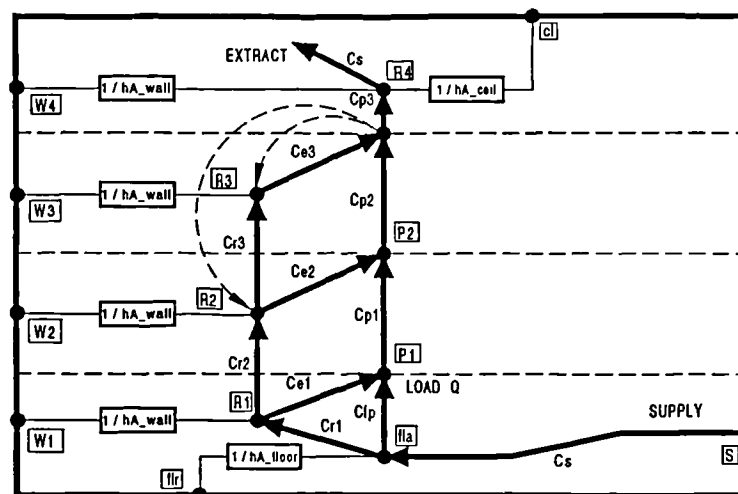 cl
EXTRACT
Cs
R4
1 / hA_wall
1 / hA_ceil
W4
Cp3
Ce3
R3
1 / hA_wall
W3
Cp2
Cr3
P2
Ce2
R2
1 / hA_wall
W2
Cp1
Cr2
P1
Ce1
LOAD Q
R1
Cfp
1 / hA_wall
Cr1
SUPPLY
W1
fla
1 / hA_floor
Cs
S
flr